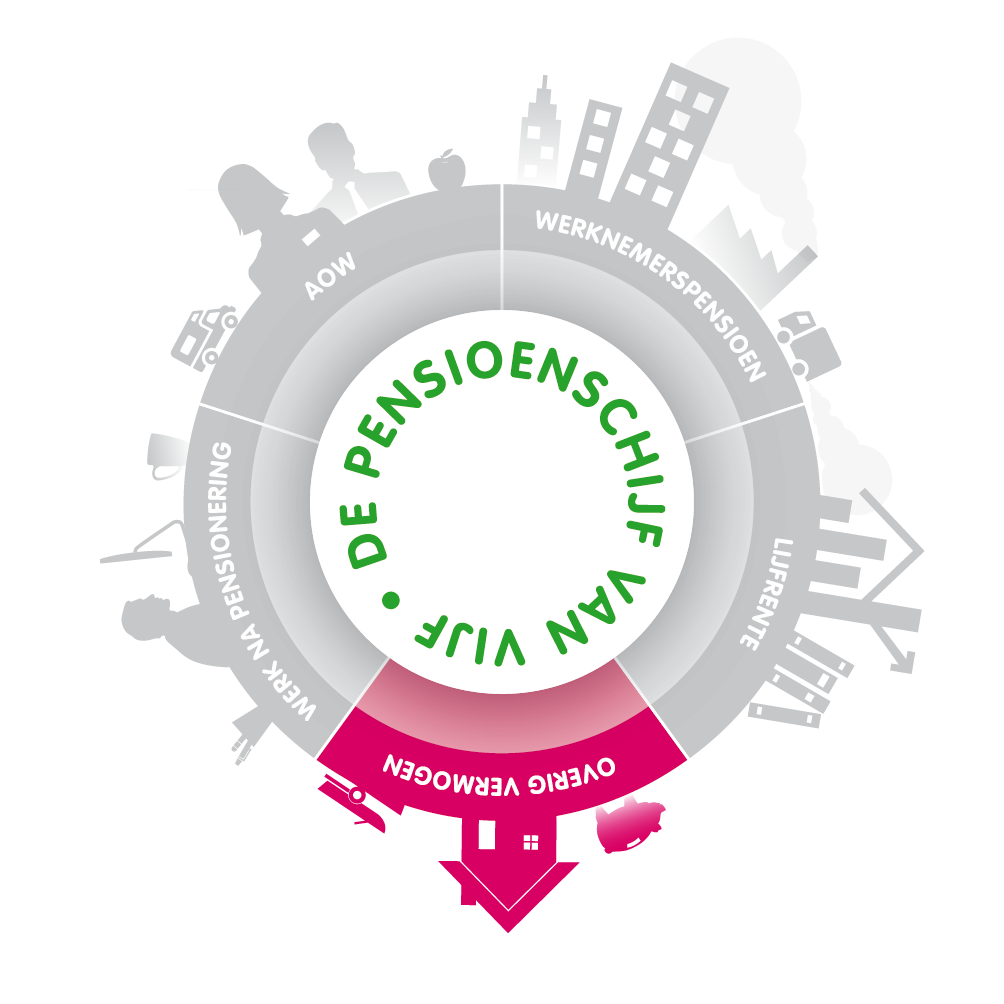 DE PENSIOENSCHIJF VAN VIJF •
AOW
WERKNEMERSPENSIOEN
LIJFRENTE
OVERIG VERMOGEN
WERK NA PENSIONERING